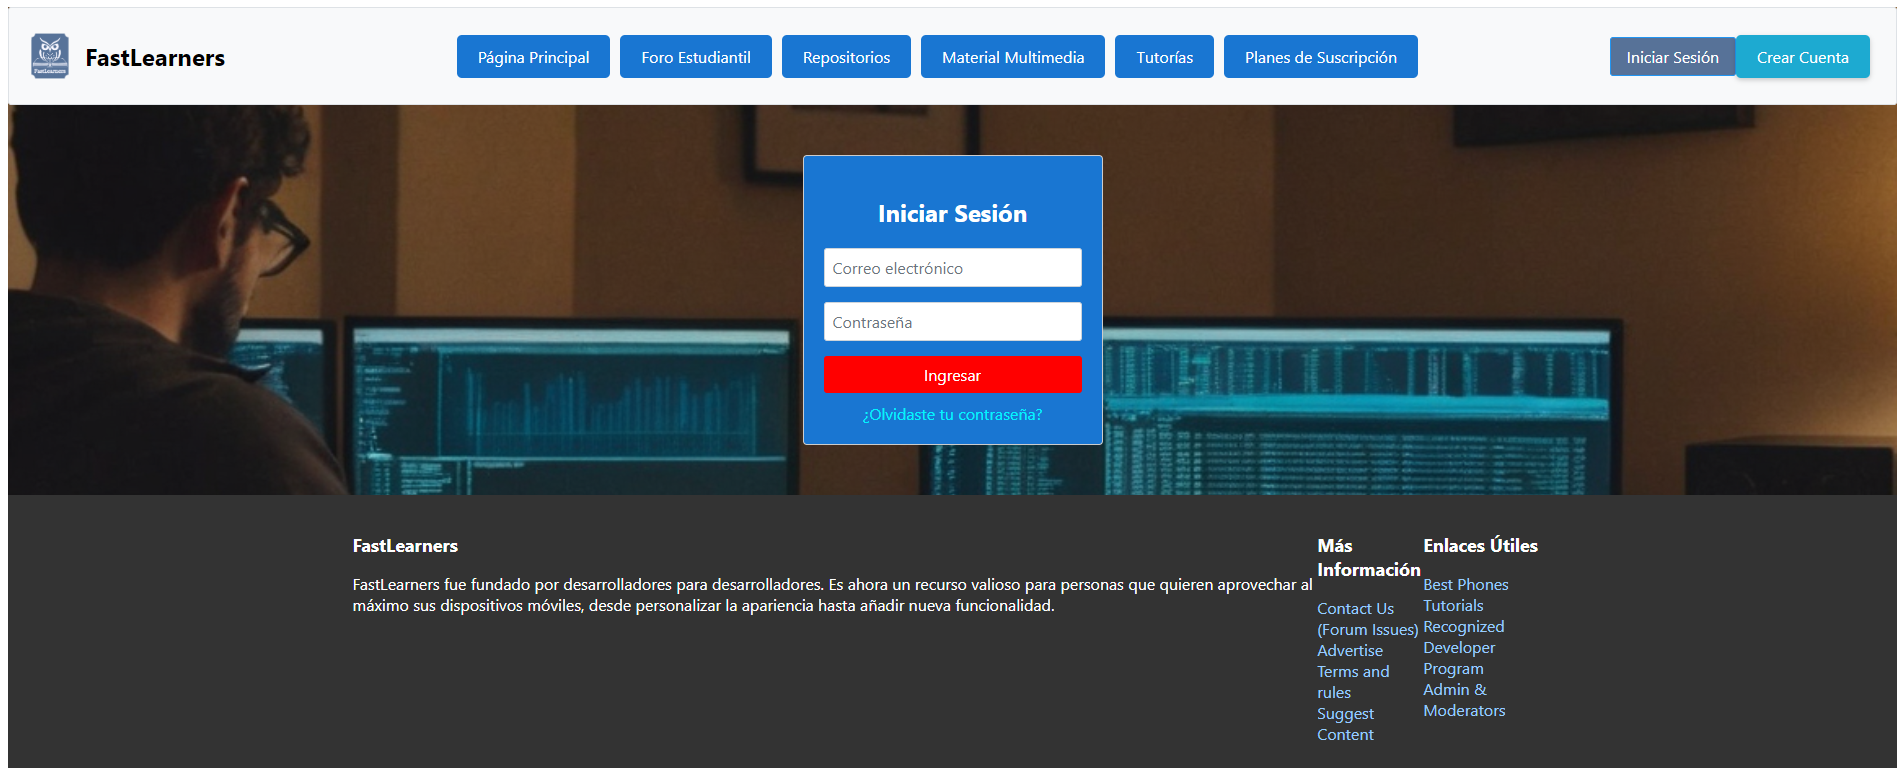 FastLearners
FastLearners
Página Principal
Foro Estudiantil
Repositorios
Material Multimedia
Tutorías
Planes de Suscripción
Iniciar Sesión
Crear Cuenta
Iniciar Sesión
Correo electrónico
Contraseña
Ingresar
¿Olvidaste tu contraseña?
FastLearners
FastLearners fue fundado por desarrolladores para desarrolladores. Es ahora un recurso valioso para personas que quieren aprovechar al
máximo sus dispositivos móviles, desde personalizar la apariencia hasta añadir nueva funcionalidad.
Más
Información
Contact Us
(Forum Issues)
Advertise
Terms and
rules
Suggest
Content
Enlaces Útiles
Best Phones
Tutorials
Recognized
Developer
Program
Admin &
Moderators